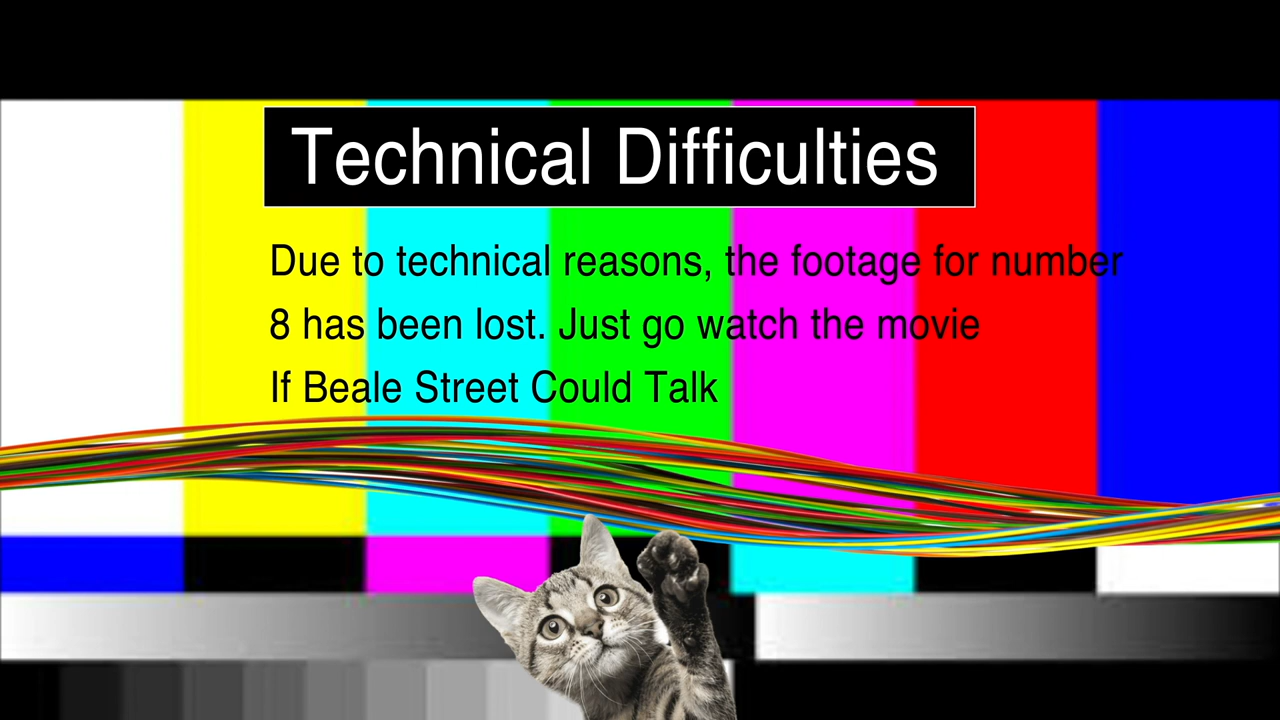 Technical Difficulties
Due to technical reasons, the footage for number
8 has been lost. Just go watch the movie
If Beale Street Could Talk